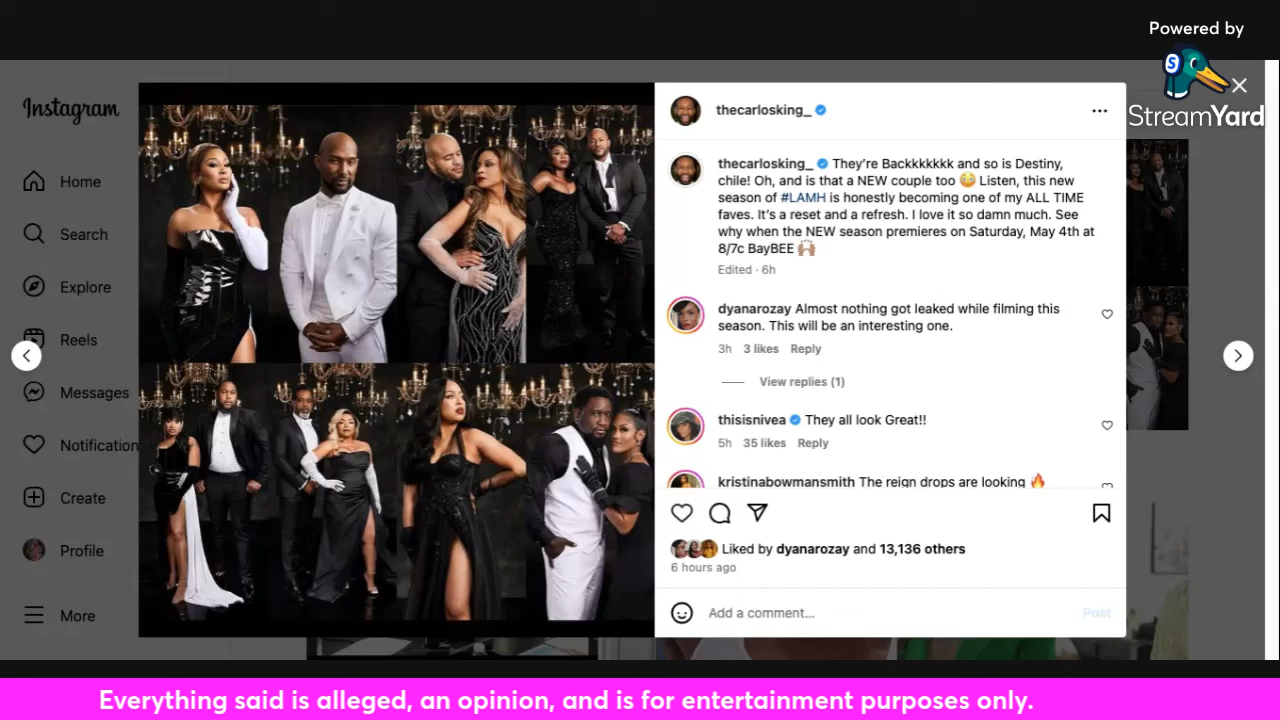 Powered by
StreamYard
Instagram
Home
Search
Explore
Reels
Messages
Notification
Create
Profile
More
thecarlosking_
thecarlosking_ They're Backkkkkkk and so is Destiny,
chile! Oh, and is that a NEW couple too 😳 Listen, this new
season of #LAMH is honestly becoming one of my ALL TIME
faves. It's a reset and a refresh. I love it so damn much. See
why when the NEW season premieres on Saturday, May 4th at
8/7c BayBEE 🙌🏽
Edited · 6h
dyanarozay Almost nothing got leaked while filming this
season. This will be an interesting one.
3h 3 likes Reply
View replies (1)
thisisnivea They all look Great!!
5h 35 likes Reply
kristinabowmansmith The reign drops are looking 🔥
Liked by dyanarozay and 13,136 others
6 hours ago
Add a comment...
Post
Everything said is alleged, an opinion, and is for entertainment purposes only.